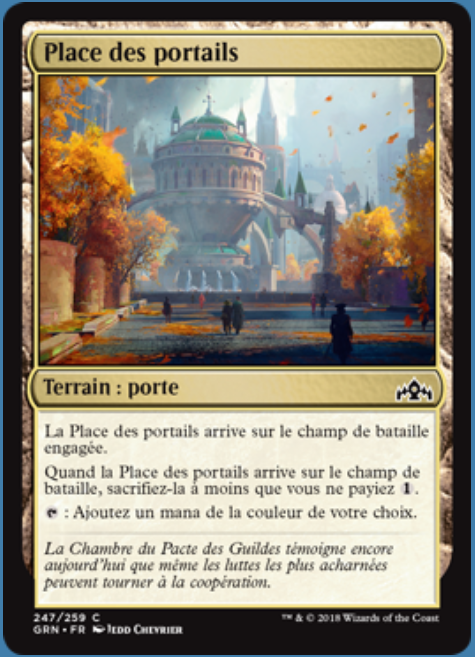 Place des portails
Terrain : porte
La Place des portails arrive sur le champ de bataille
engagée.
Quand la Place des portails arrive sur le champ de
bataille, sacrifiez-la à moins que vous ne payiez 1.
: Ajoutez un mana de la couleur de votre choix.
La Chambre du Pacte des Guildes témoigne encore
aujourd'hui que même les luttes les plus acharnées
peuvent tourner à la coopération.
247/259 C
™ & © 2018 Wizards of the Coast
GRN • FR Jedd Chevrier